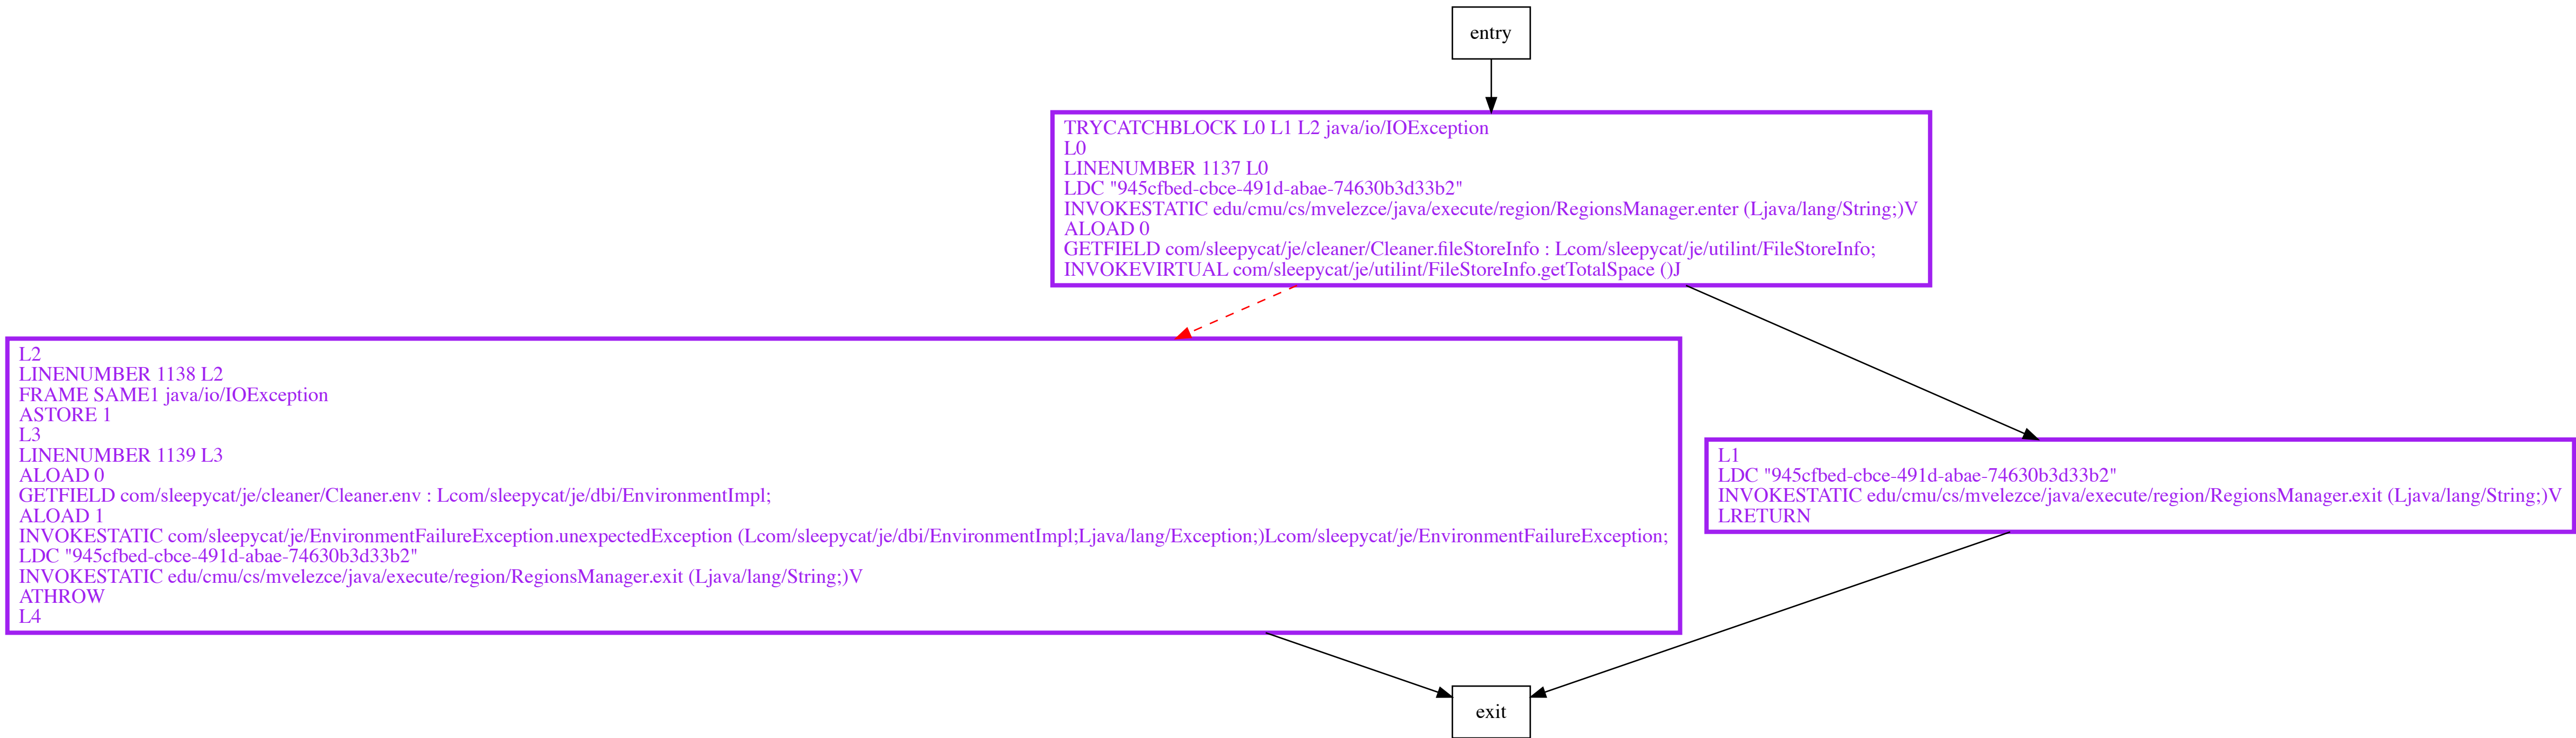 entry
TRYCATCHBLOCK L0 L1 L2 java/io/IOException
L0
LINENUMBER 1137 L0
LDC "945cfbed-cbce-491d-abae-74630b3d33b2"
INVOKESTATIC edu/cmu/cs/mvelezce/java/execute/region/RegionsManager.enter (Ljava/lang/String;)V
ALOAD 0
GETFIELD com/sleepycat/je/cleaner/Cleaner.fileStoreInfo : Lcom/sleepycat/je/utilint/FileStoreInfo;
INVOKEVIRTUAL com/sleepycat/je/utilint/FileStoreInfo.getTotalSpace ()J
L2
LINENUMBER 1138 L2
FRAME SAME1 java/io/IOException
ASTORE 1
L3
LINENUMBER 1139 L3
ALOAD 0
GETFIELD com/sleepycat/je/cleaner/Cleaner.env : Lcom/sleepycat/je/dbi/EnvironmentImpl;
ALOAD 1
INVOKESTATIC com/sleepycat/je/EnvironmentFailureException.unexpectedException (Lcom/sleepycat/je/dbi/EnvironmentImpl;Ljava/lang/Exception;)Lcom/sleepycat/je/EnvironmentFailureException;
LDC "945cfbed-cbce-491d-abae-74630b3d33b2"
INVOKESTATIC edu/cmu/cs/mvelezce/java/execute/region/RegionsManager.exit (Ljava/lang/String;)V
ATHROW
L4
L1
LDC "945cfbed-cbce-491d-abae-74630b3d33b2"
INVOKESTATIC edu/cmu/cs/mvelezce/java/execute/region/RegionsManager.exit (Ljava/lang/String;)V
LRETURN
exit